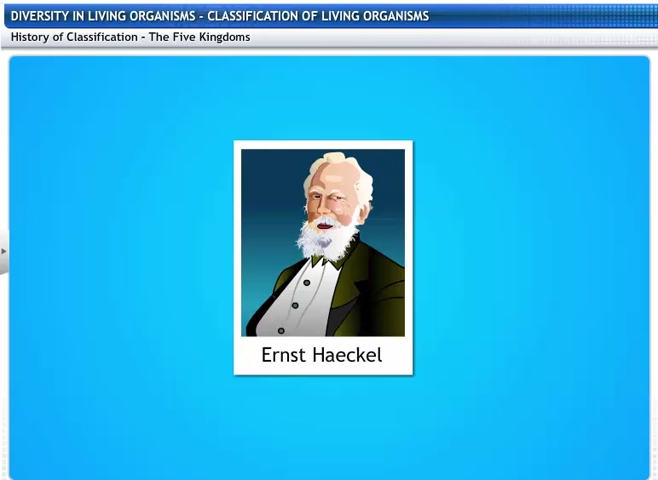 DIVERSITY IN LIVING ORGANISMS - CLASSIFICATION OF LIVING ORGANISMS
History of Classification - The Five Kingdoms
Ernst Haeckel